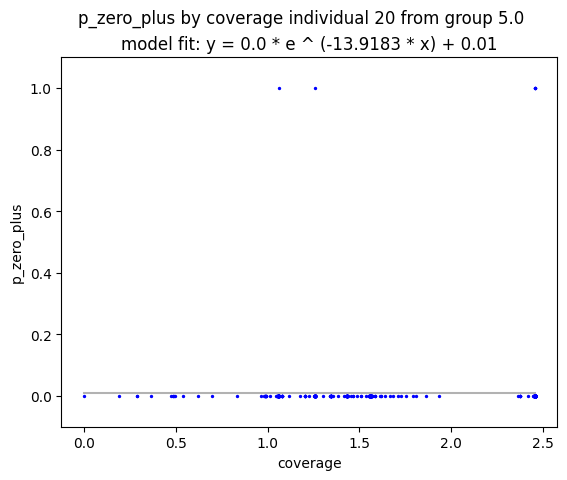 p_zero_plus by coverage individual 20 from group 5.0
model fit: y = 0.0 * e ^ (-13.9183 * x) + 0.01
1.0
0.8
0.6
0.4
0.2
0.0
p_zero_plus
0.0 0.5 1.0 1.5 2.0 2.5
coverage